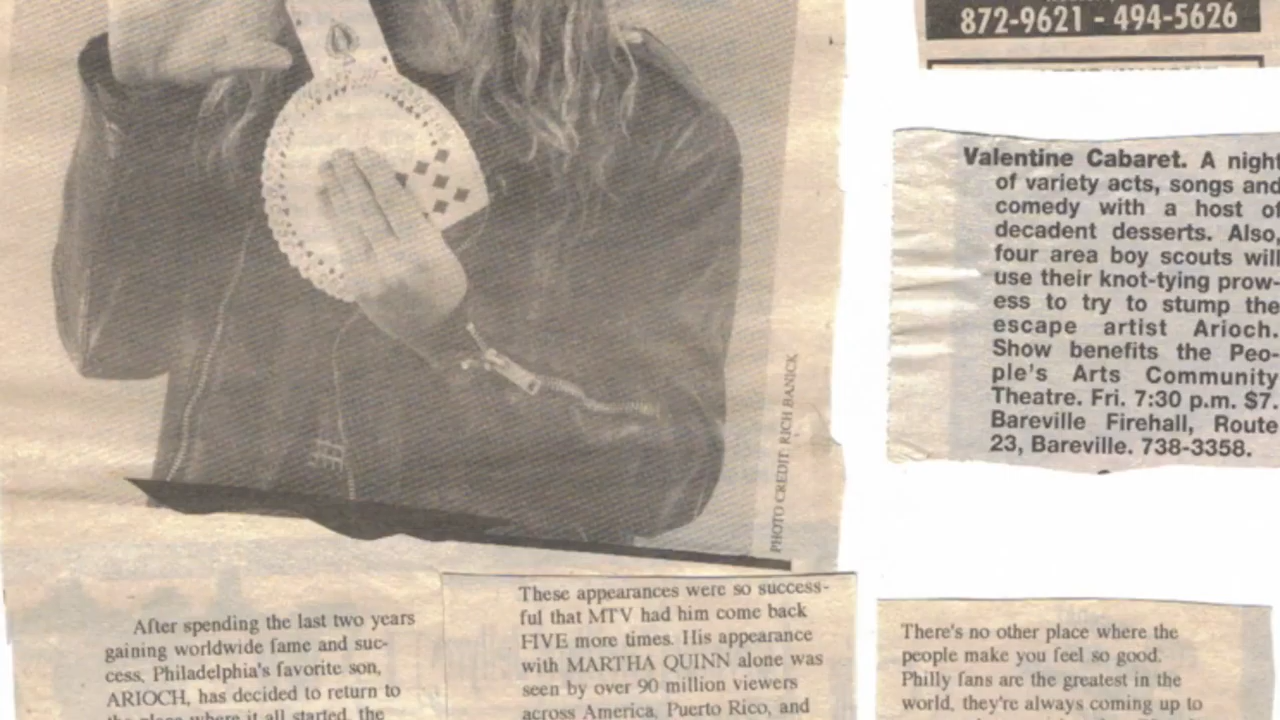 872-9621 - 494-5626
Valentine Cabaret. A night
of variety acts, songs and
comedy with a host of
decadent desserts. Also,
four area boy scouts will
use their knot-tying prow-
ess to try to stump the
escape artist Arioch.
Show benefits the Peo-
ple's Arts Community
Theatre. Fri. 7:30 p.m. $7.
Bareville Firehall, Route
23, Bareville. 738-3358.
PHOTO CREDIT: RICH BANICK
After spending the last two years
gaining worldwide fame and suc-
cess, Philadelphia's favorite son,
ARIOCH, has decided to return to
the place where it all started, the
These appearances were so success-
ful that MTV had him come back
FIVE more times. His appearance
with MARTHA QUINN alone was
seen by over 90 million viewers
across America, Puerto Rico, and
There's no other place where the
people make you feel so good.
Philly fans are the greatest in the
world, they're always coming up to